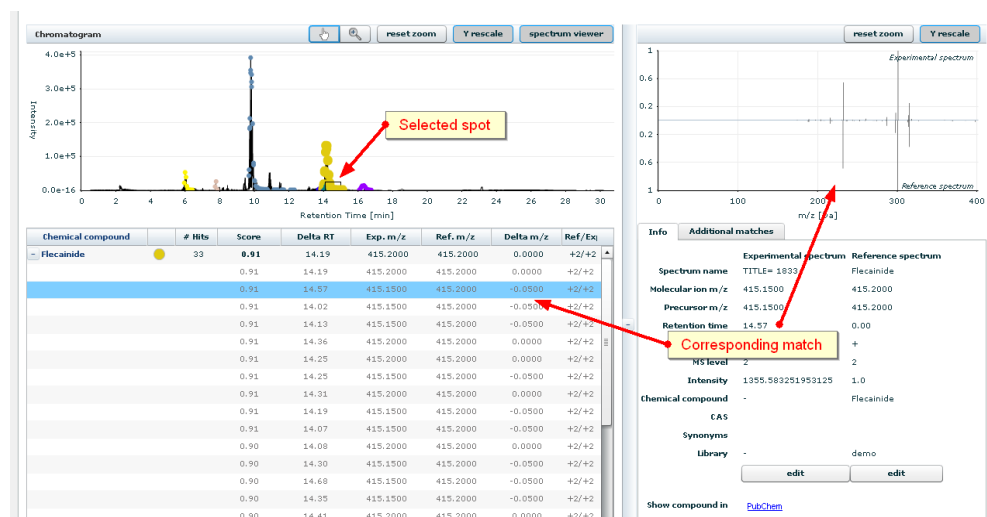 Chromatogram reset zoom Y rescale spectrum viewer
reset zoom Y rescale
4.0e+5
3.0e+5
2.0e+5
1.0e+5
0.0e-16
Intensity
0 2 4 6 8 10 12 14 16 18 20 22 24 26 28 30
Retention Time [min]
Selected spot
1
0.6
0.2
0.2
0.6
1
Experimental spectrum
Reference spectrum
0 100 200 300 400
m/z [Da]
Chemical compound # Hits Score Delta RT Exp. m/z Ref. m/z Delta m/z Ref/Ex
Flecainide 33 0.91 14.19 415.2000 415.2000 0.0000 +2/+2
0.91 14.19 415.2000 415.2000 0.0000 +2/+2
0.91 14.57 415.1500 415.2000 -0.0500 +2/+2
0.91 14.02 415.1500 415.2000 -0.0500 +2/+2
0.91 14.13 415.1500 415.2000 -0.0500 +2/+2
0.91 14.36 415.2000 415.2000 0.0000 +2/+2
0.91 14.25 415.2000 415.2000 0.0000 +2/+2
0.91 14.25 415.1500 415.2000 -0.0500 +2/+2
0.91 14.31 415.2000 415.2000 0.0000 +2/+2
0.91 14.19 415.1500 415.2000 -0.0500 +2/+2
0.91 14.07 415.1500 415.2000 -0.0500 +2/+2
0.90 14.08 415.2000 415.2000 0.0000 +2/+2
0.90 14.30 415.1500 415.2000 -0.0500 +2/+2
0.90 14.68 415.1500 415.2000 -0.0500 +2/+2
0.90 14.35 415.1500 415.2000 -0.0500 +2/+2
0.90 14.41 415.2000 415.2000 0.0000 +2/+2
Info Additional matches
Experimental spectrum Reference spectrum
Spectrum name TITLE= 1833 Flecainide
Molecular ion m/z 415.1500 415.2000
Precursor m/z 415.1500 415.2000
Retention time 14.57 0.00
Corresponding match
+
MS level 2 2
Intensity 1355.583251953125 1.0
Chemical compound - Flecainide
CAS
Synonyms
Library - demo
edit edit
Show compound in PubChem